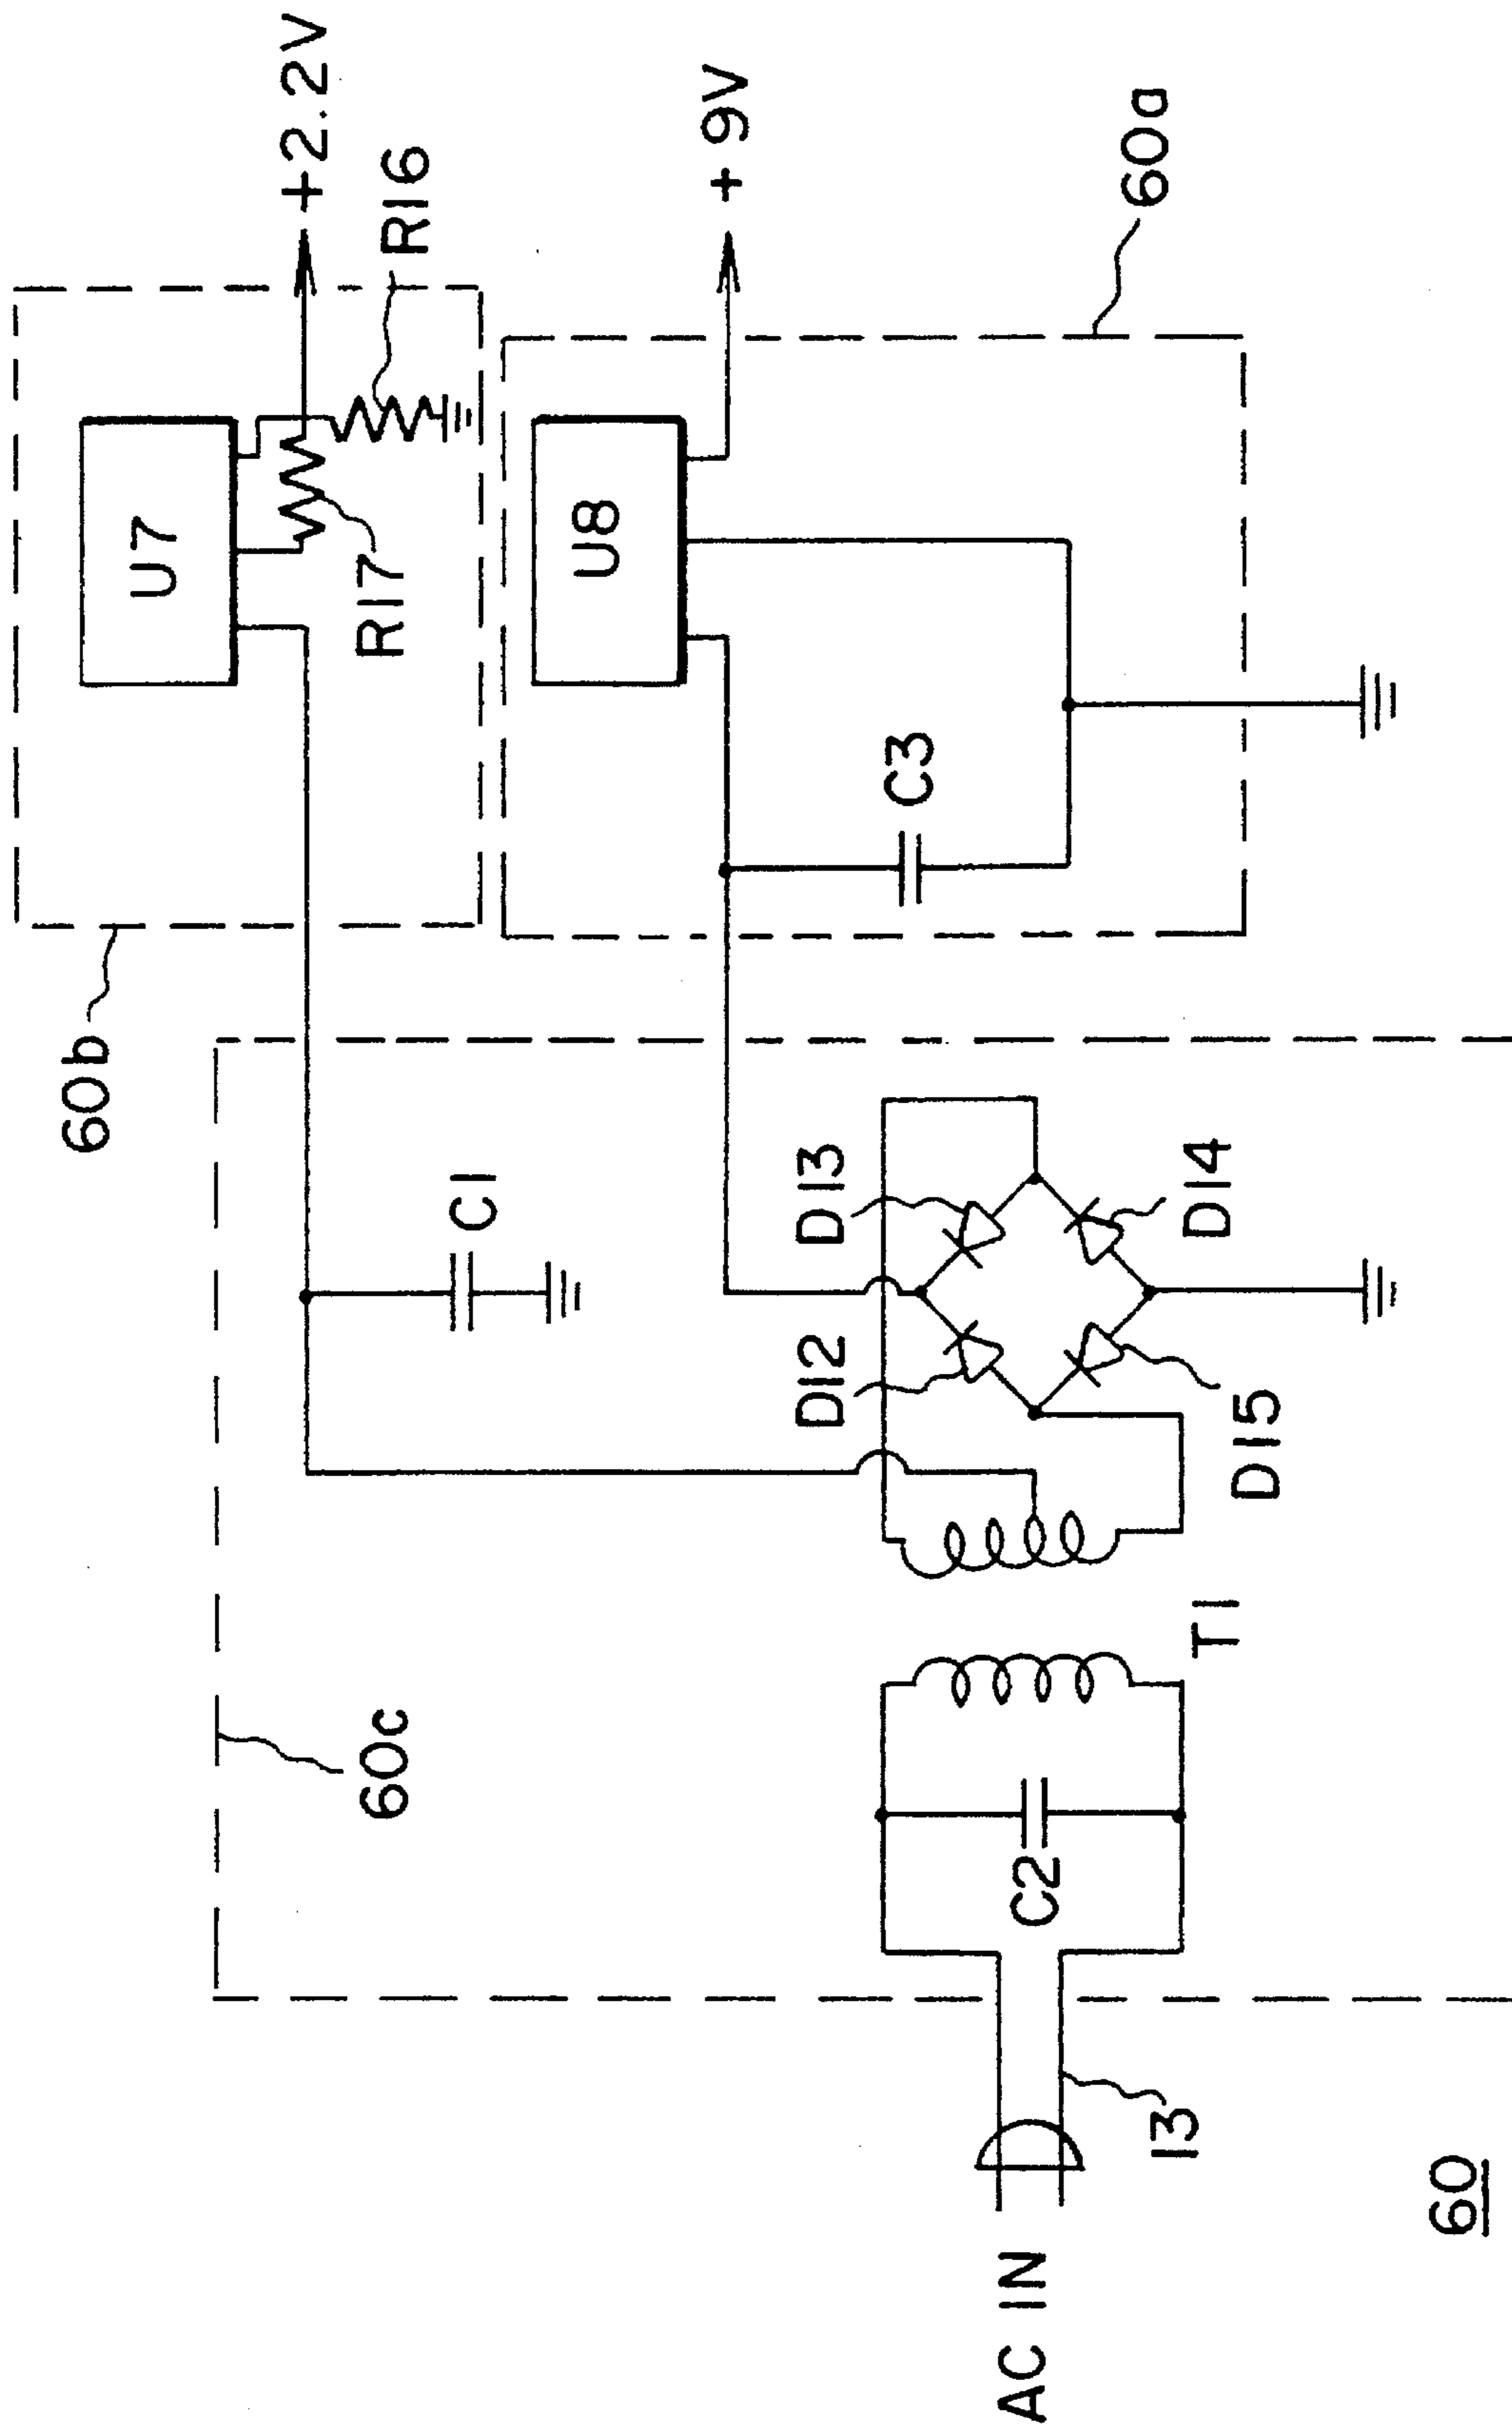 60b
U7
+2.2V
R17
R16
60c
C1
U8
+9V
C3
60a
D12
D13
D15
D14
T1
C2
AC IN
13
60